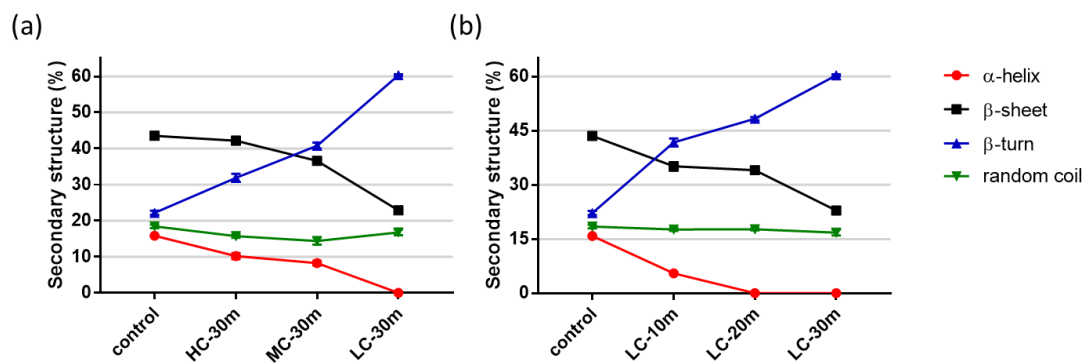 (a)
Secondary structure (%)
60
50
40
30
20
10
0
control
HC-30m
MC-30m
LC-30m
(b)
Secondary structure (%)
60
45
30
15
0
control
LC-10m
LC-20m
LC-30m
α-helix
β-sheet
β-turn
random coil